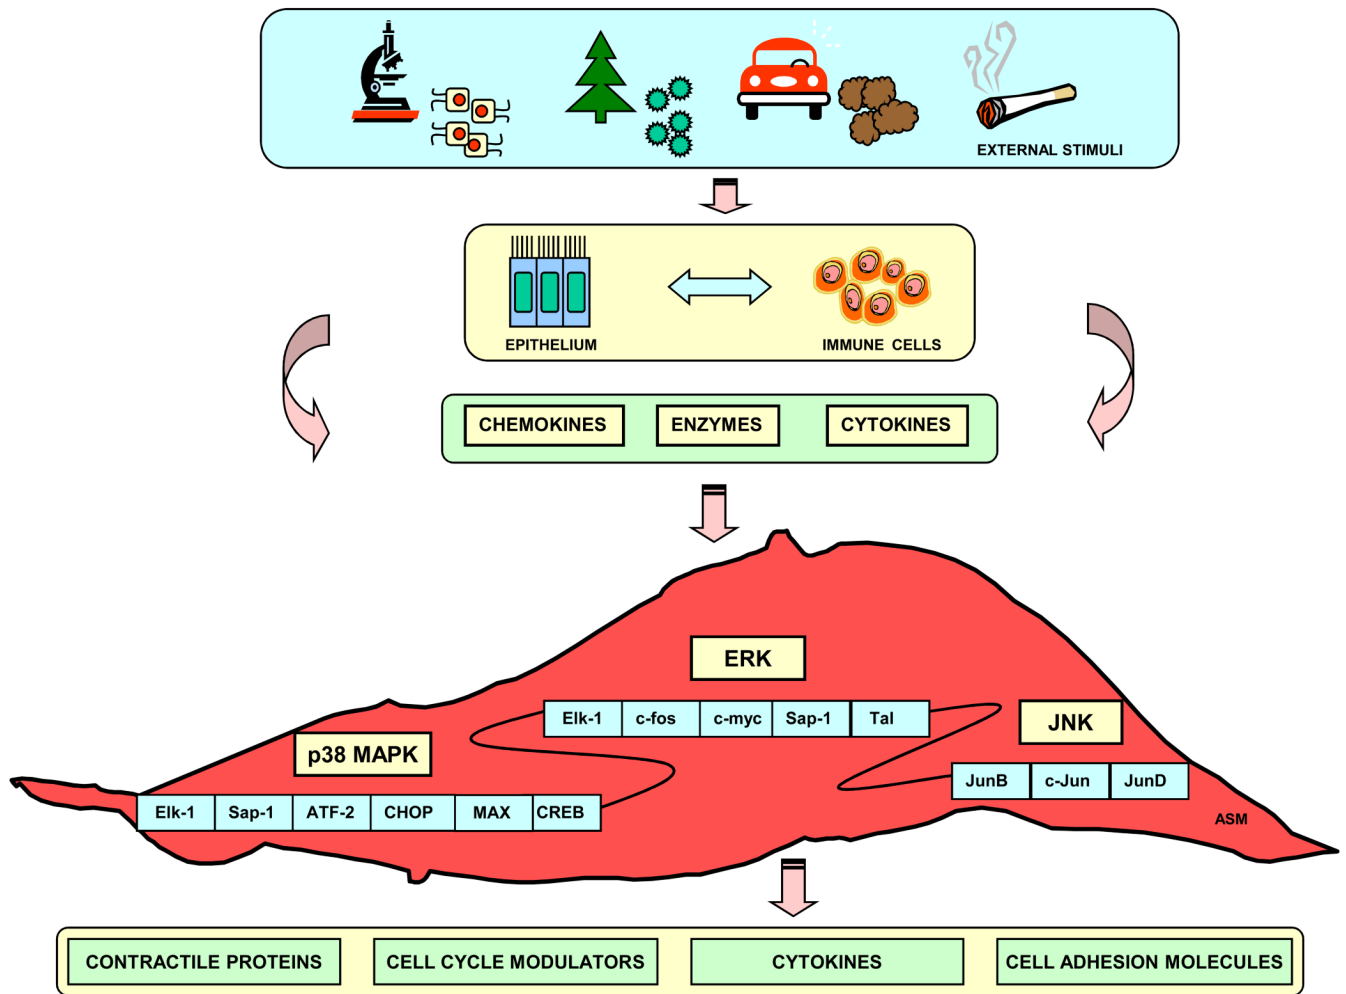 EXTERNAL STIMULI
EPITHELIUM
IMMUNE CELLS
CHEMOKINES
ENZYMES
CYTOKINES
ERK
Elk-1
c-fos
c-myc
Sap-1
Tal
JNK
JunB
c-Jun
JunD
p38 MAPK
Elk-1
Sap-1
ATF-2
CHOP
MAX
CREB
ASM
CONTRACTILE PROTEINS
CELL CYCLE MODULATORS
CYTOKINES
CELL ADHESION MOLECULES